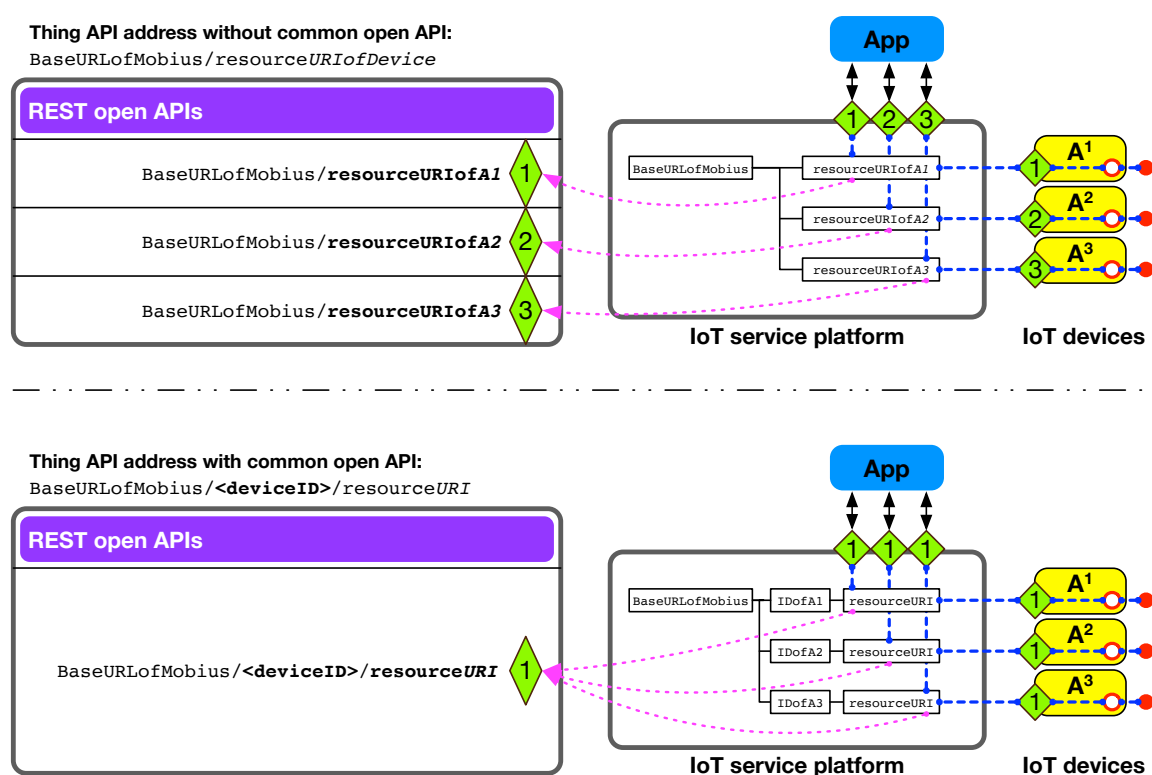 Thing API address without common open API:
BaseURLofMobius/resourceURIofDevice
REST open APIs
BaseURLofMobius/resourceURIofA1
1
BaseURLofMobius/resourceURIofA2
2
BaseURLofMobius/resourceURIofA3
3
App
1 2 3
BaseURLofMobius
resourceURIofA1
resourceURIofA2
resourceURIofA3
1 A1
2 A2
3 A3
IoT service platform
IoT devices
Thing API address with common open API:
BaseURLofMobius/<deviceID>/resourceURI
REST open APIs
BaseURLofMobius/<deviceID>/resourceURI
1
App
1 1 1
BaseURLofMobius
IDofA1 resourceURI
IDofA2 resourceURI
IDofA3 resourceURI
1 A1
1 A2
1 A3
IoT service platform
IoT devices